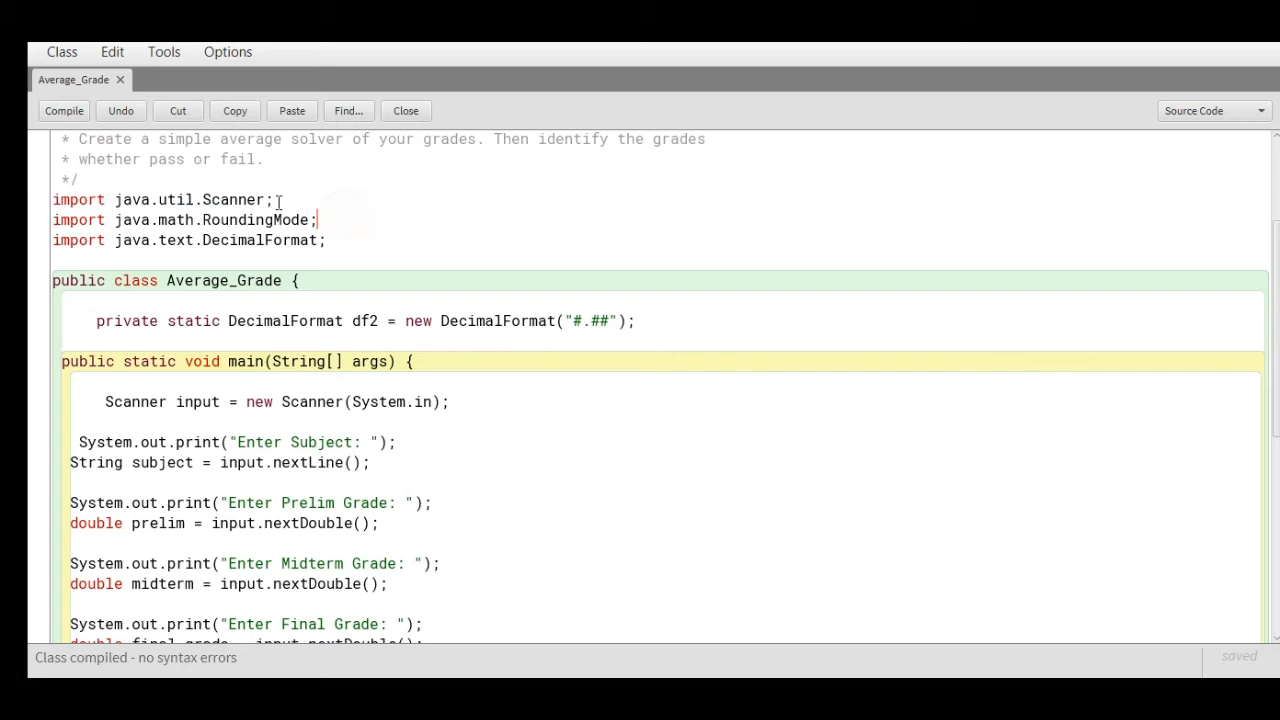 Class Edit Tools Options
Average_Grade ×
Compile Undo Cut Copy Paste Find... Close Source Code
* Create a simple average solver of your grades. Then identify the grades
* whether pass or fail.
*/
import java.util.Scanner;
import java.math.RoundingMode;
import java.text.DecimalFormat;
public class Average_Grade {
private static DecimalFormat df2 = new DecimalFormat("#.##");
public static void main(String[] args) {
Scanner input = new Scanner(System.in);
System.out.print("Enter Subject: ");
String subject = input.nextLine();
System.out.print("Enter Prelim Grade: ");
double prelim = input.nextDouble();
System.out.print("Enter Midterm Grade: ");
double midterm = input.nextDouble();
System.out.print("Enter Final Grade: ");
Class compiled - no syntax errors
saved